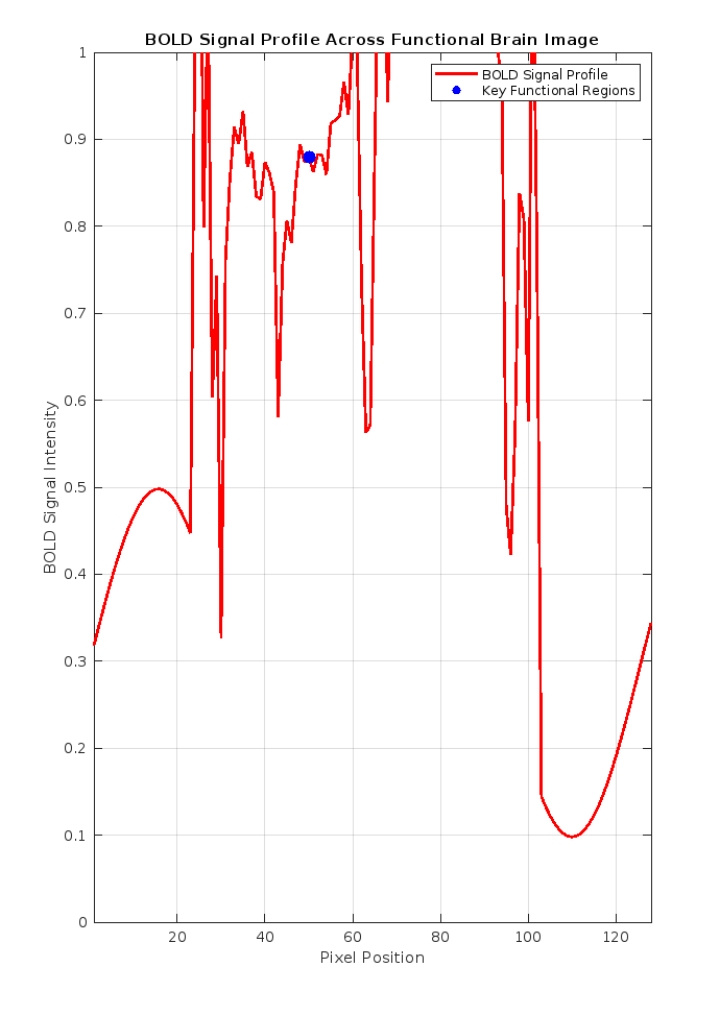 BOLD Signal Profile Across Functional Brain Image
BOLD Signal Profile
Key Functional Regions
BOLD Signal Intensity
1
0.9
0.8
0.7
0.6
0.5
0.4
0.3
0.2
0.1
0
20 40 60 80 100 120
Pixel Position